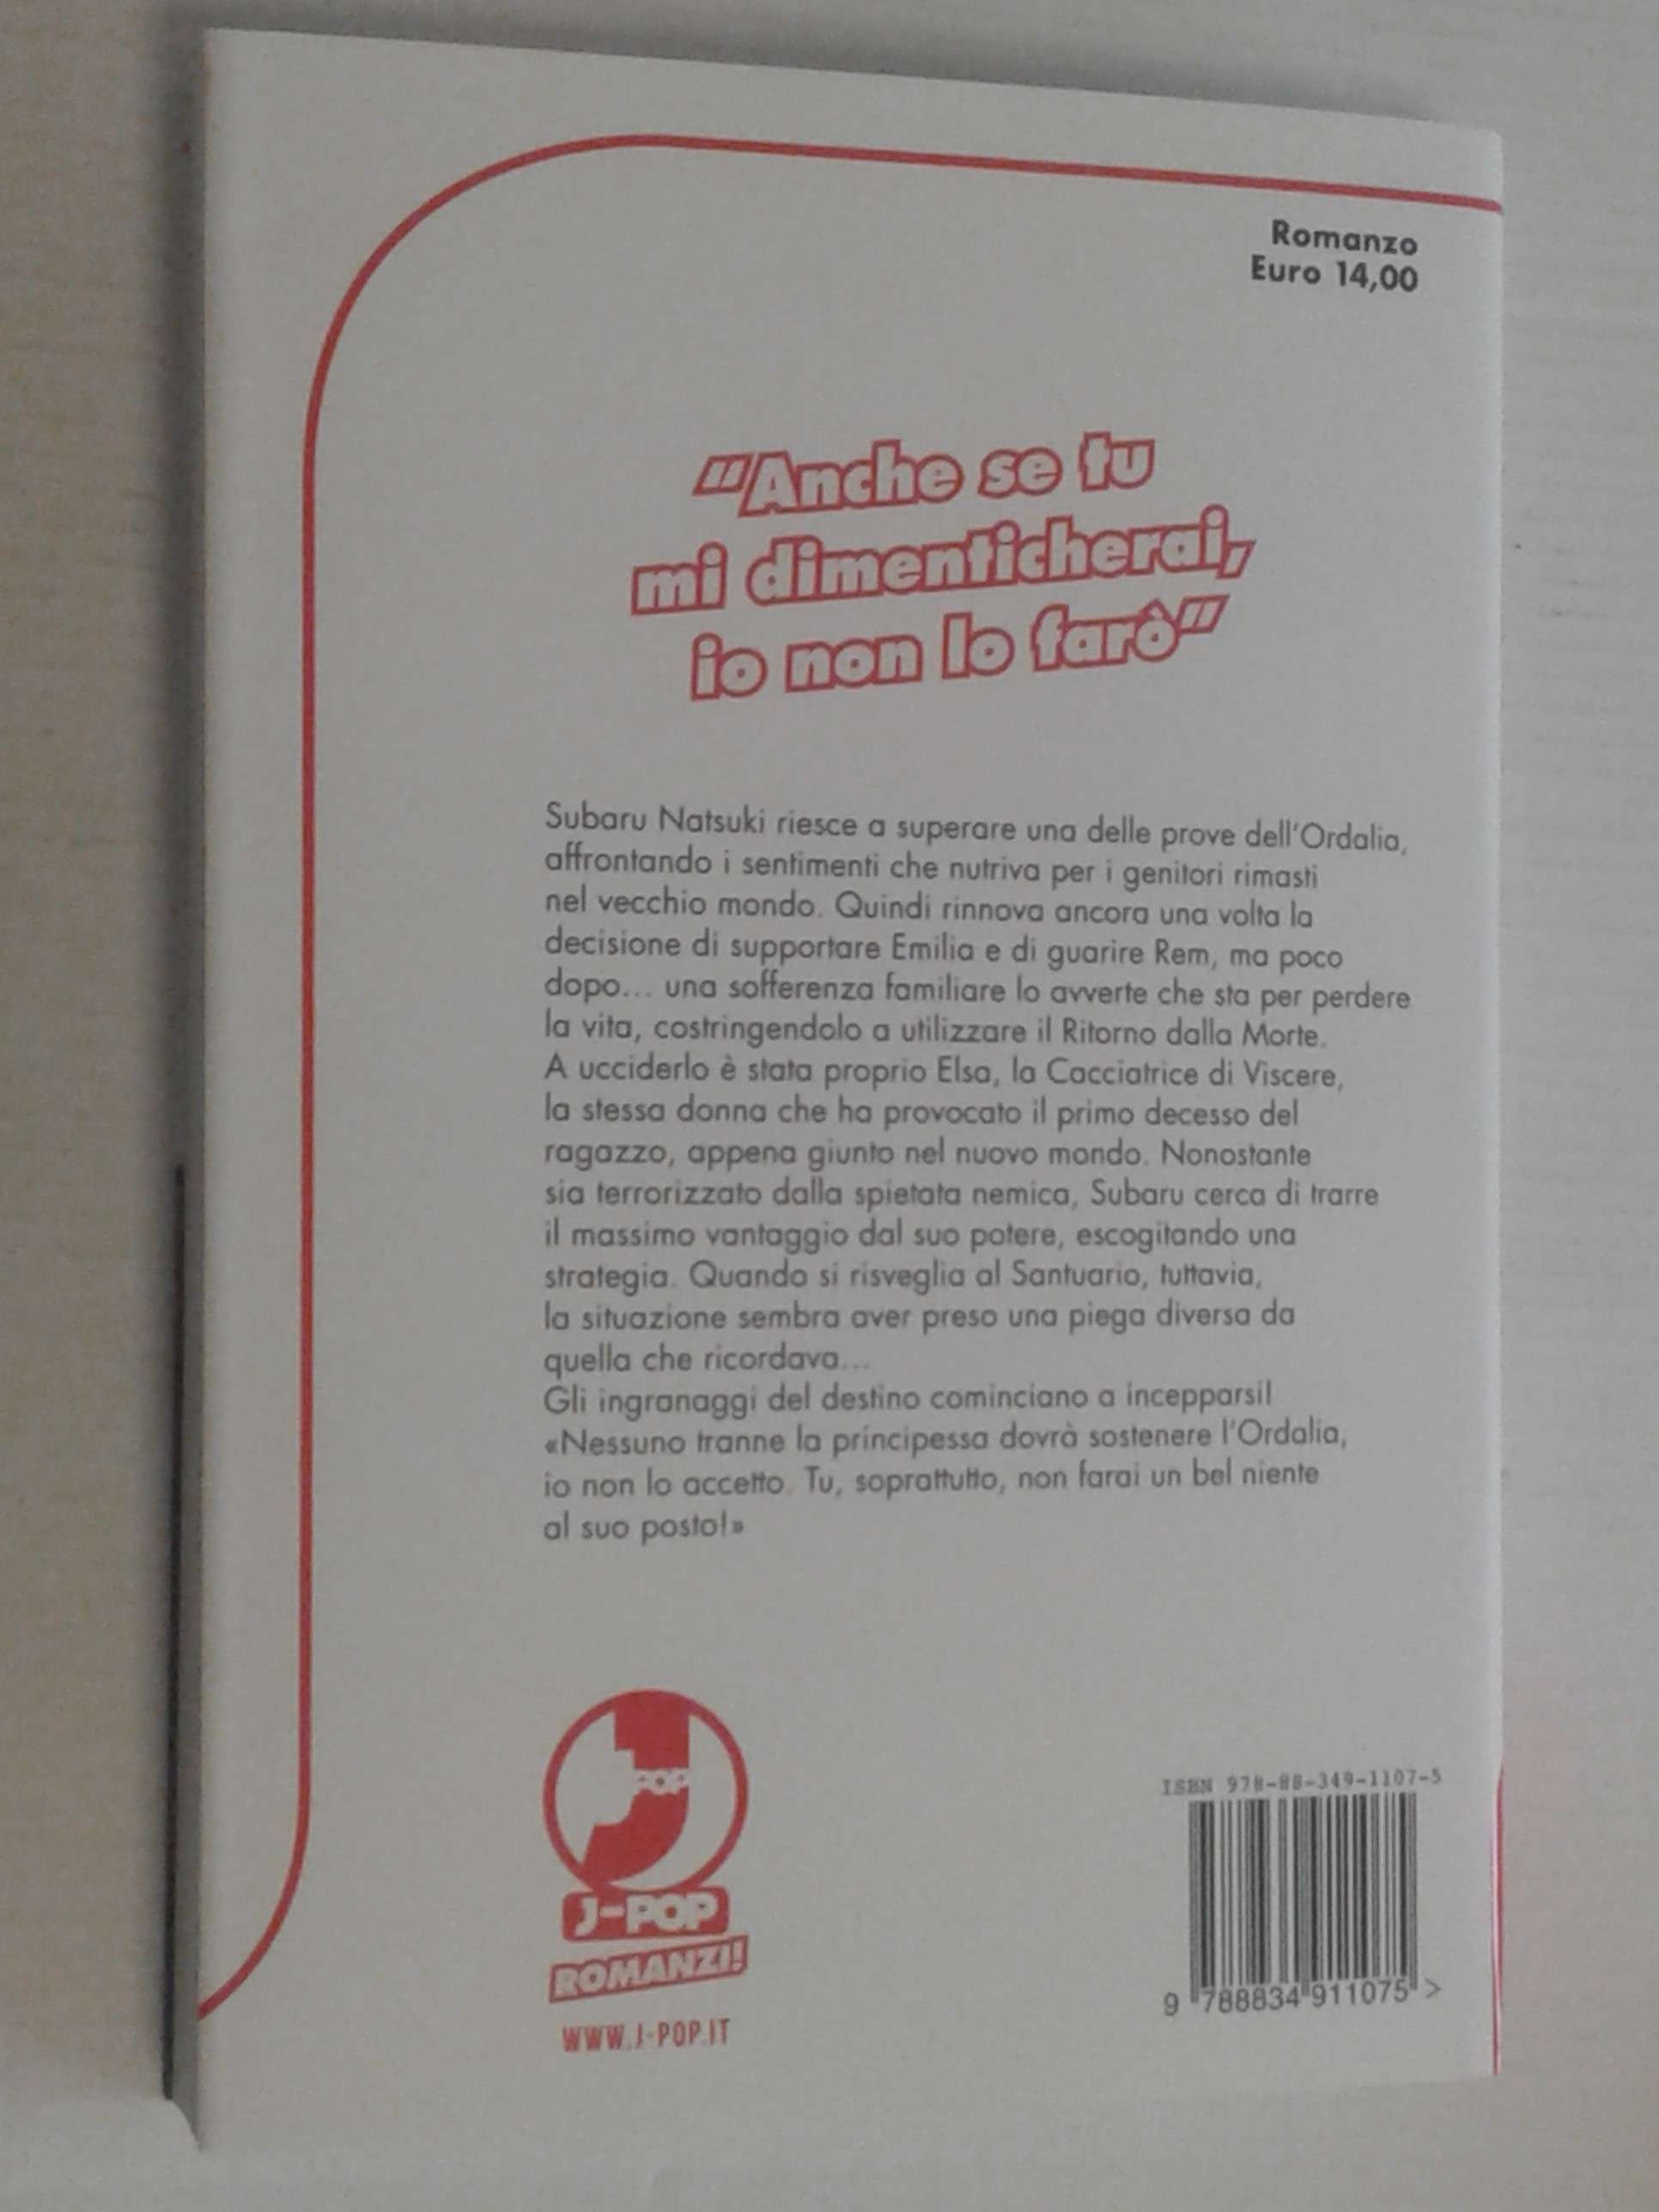 Romanzo
Euro 14,00
"Anche se tu
mi dimenticherai,
io non lo farò"
Subaru Natsuki riesce a superare una delle prove dell'Ordalia,
affrontando i sentimenti che nutriva per i genitori rimasti
nel vecchio mondo. Quindi rinnova ancora una volta la
decisione di supportare Emilia e di guarire Rem, ma poco
dopo... una sofferenza familiare lo avverte che sta per perdere
la vita, costringendolo a utilizzare il Ritorno dalla Morte.
A ucciderlo è stata proprio Elsa, la Cacciatrice di Viscere,
la stessa donna che ha provocato il primo decesso del
ragazzo, appena giunto nel nuovo mondo. Nonostante
sia terrorizzato dalla spietata nemica, Subaru cerca di trarre
il massimo vantaggio dal suo potere, escogitando una
strategia. Quando si risveglia al Santuario, tuttavia,
la situazione sembra aver preso una piega diversa da
quella che ricordava...
Gli ingranaggi del destino cominciano a incepparsi!
«Nessuno tranne la principessa dovrà sostenere l'Ordalia,
io non lo accetto. Tu, soprattutto, non farai un bel niente
al suo posto!»
POP
J-POP
ROMANZI!
WWW.J-POP.IT
ISBN 978-88-349-1107-5
9 788834 911075 >